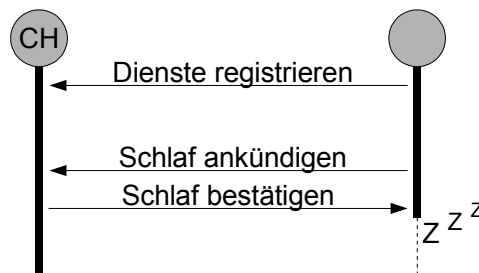 CH
Dienste registrieren
Schlaf ankündigen
Schlaf bestätigen
Z Z Z